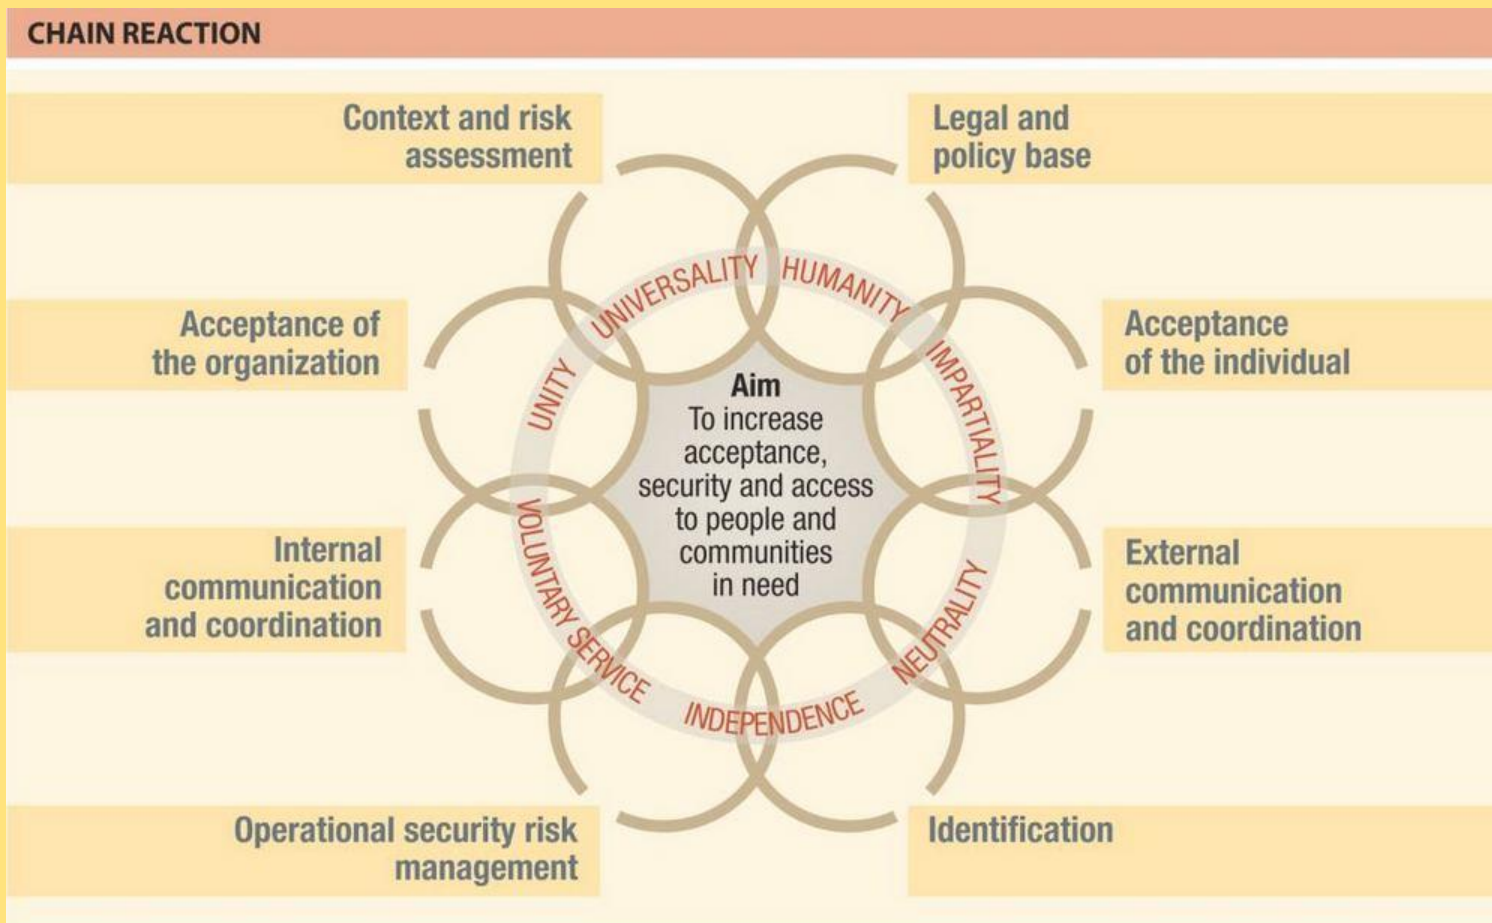 CHAIN REACTION
Context and risk
assessment
Legal and
policy base
Acceptance of
the organization
Acceptance
of the individual
Internal
communication
and coordination
External
communication
and coordination
Operational security risk
management
Identification
UNIVERSALITY
HUMANITY
IMPARTIALITY
NEUTRALITY
INDEPENDENCE
VOLUNTARY SERVICE
UNITY
Aim
To increase
acceptance,
security and access
to people and
communities
in need